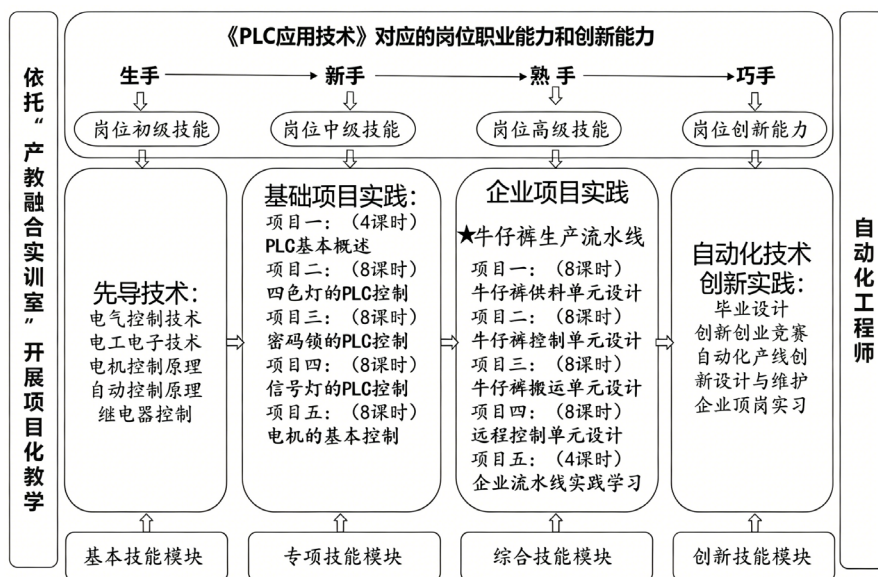 《PLC应用技术》对应的岗位职业能力和创新能力
生手
新手
熟手
巧手
岗位初级技能
岗位中级技能
岗位高级技能
岗位创新能力
依托“产教融合实训室”开展项目化教学
先导技术：
电气控制技术
电工电子技术
电机控制原理
自动控制原理
继电器控制
基础项目实践：
项目一：（4课时）
PLC基本概述
项目二：（8课时）
四色灯的PLC控制
项目三：（8课时）
密码锁的PLC控制
项目四：（8课时）
信号灯的PLC控制
项目五：（8课时）
电机的基本控制
企业项目实践
★牛仔裤生产流水线
项目一：（8课时）
牛仔裤供料单元设计
项目二：（8课时）
牛仔裤控制单元设计
项目三：（8课时）
牛仔裤搬运单元设计
项目四：（8课时）
远程控制单元设计
项目五：（4课时）
企业流水线实践学习
自动化技术
创新实践：
毕业设计
创新创业竞赛
自动化产线创
新设计与维护
企业顶岗实习
自动化工程师
基本技能模块
专项技能模块
综合技能模块
创新技能模块